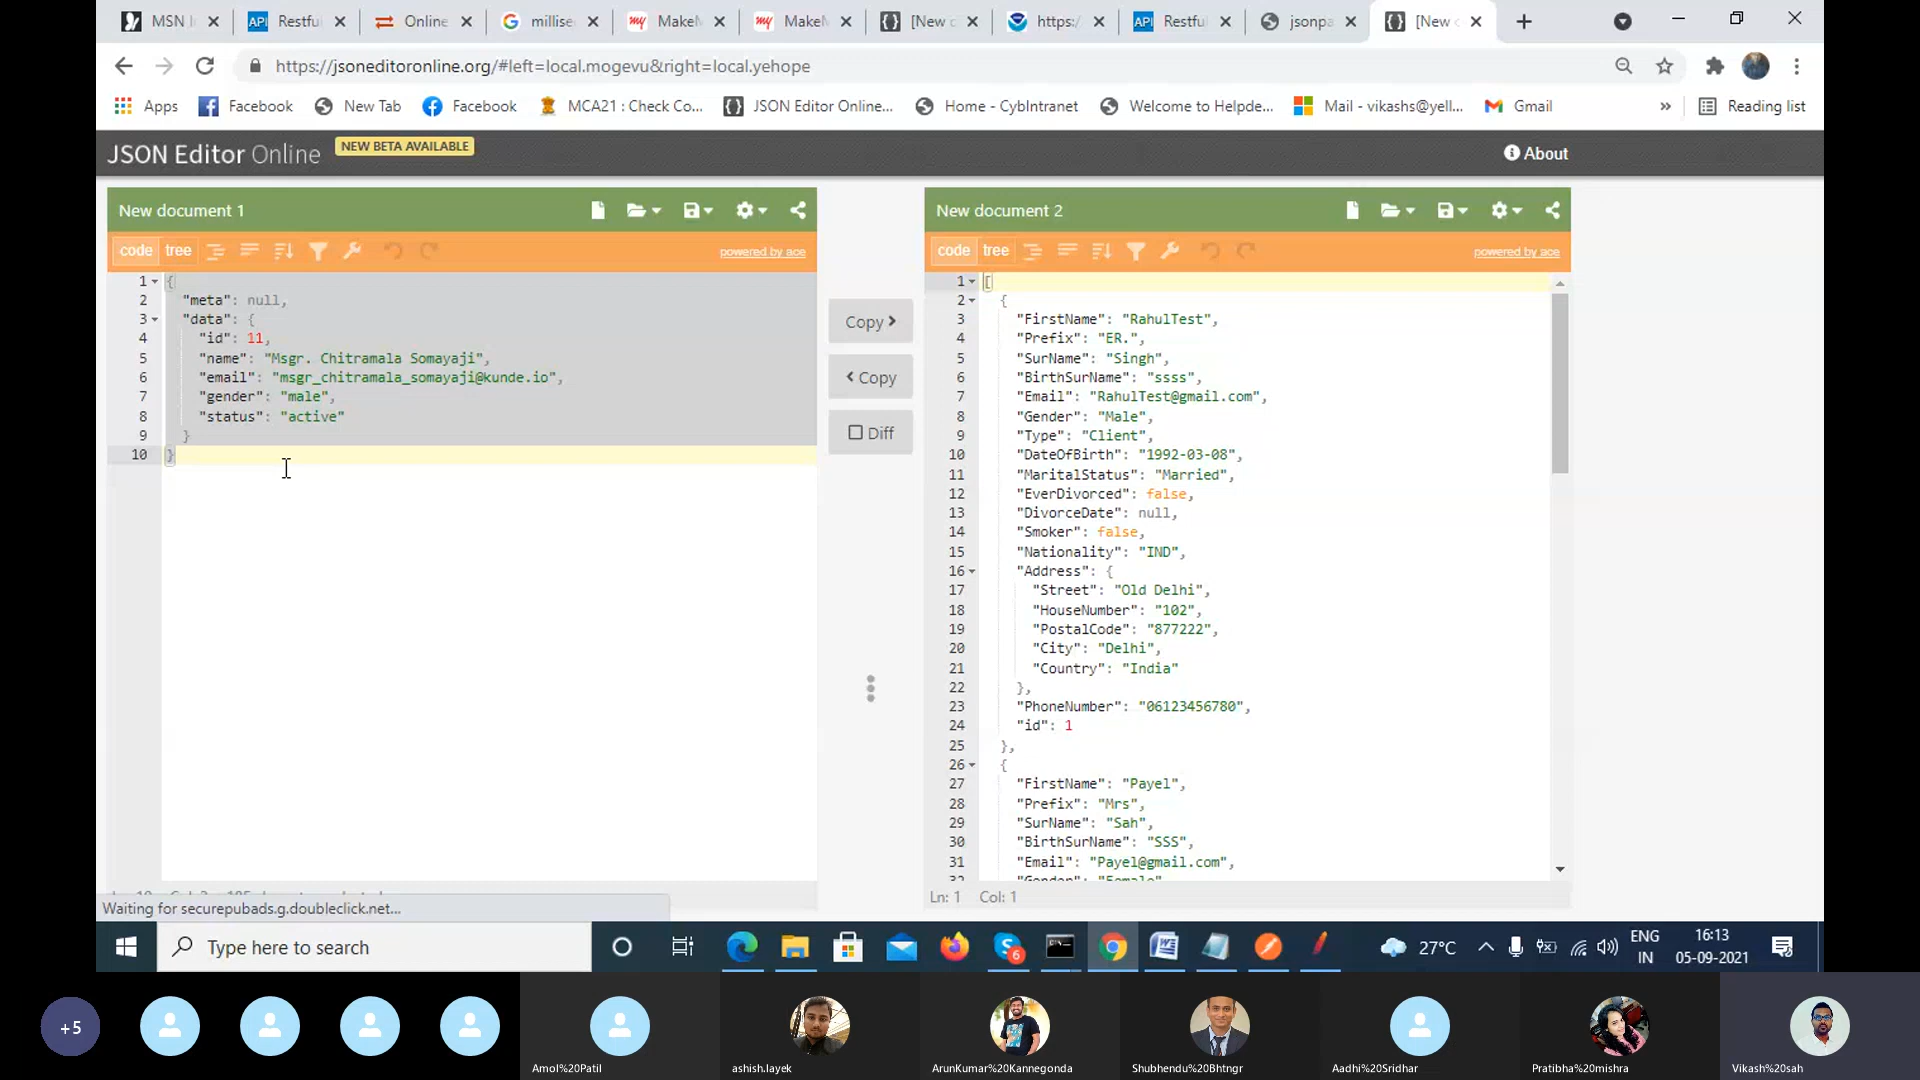 MSN I
Restfu
Online
millise
MakeM
MakeM
[New c
https:/
Restfu
jsonpa
[New c
https://jsoneditoronline.org/#left=local.mogevu&right=local.yehope
Apps
Facebook
New Tab
Facebook
MCA21 : Check Co...
JSON Editor Online...
Home - CybIntranet
Welcome to Helpde...
Mail - vikashs@yell...
Gmail
»
Reading list
JSON Editor Online
NEW BETA AVAILABLE
About
New document 1
code tree
powered by ace
1 {
2 "meta": null,
3 "data": {
4 "id": 11,
5 "name": "Msgr. Chitramala Somayaji",
6 "email": "msgr_chitramala_somayaji@kunde.io",
7 "gender": "male",
8 "status": "active"
9 }
10 }
Copy >
< Copy
Diff
New document 2
code tree
powered by ace
1 [
2 {
3 "FirstName": "RahulTest",
4 "Prefix": "ER.",
5 "SurName": "Singh",
6 "BirthSurName": "ssss",
7 "Email": "RahulTest@gmail.com",
8 "Gender": "Male",
9 "Type": "Client",
10 "DateOfBirth": "1992-03-08",
11 "MaritalStatus": "Married",
12 "EverDivorced": false,
13 "DivorceDate": null,
14 "Smoker": false,
15 "Nationality": "IND",
16 "Address": {
17 "Street": "Old Delhi",
18 "HouseNumber": "102",
19 "PostalCode": "877222",
20 "City": "Delhi",
21 "Country": "India"
22 },
23 "PhoneNumber": "06123456780",
24 "id": 1
25 },
26 {
27 "FirstName": "Payel",
28 "Prefix": "Mrs",
29 "SurName": "Sah",
30 "BirthSurName": "SSS",
31 "Email": "Payel@gmail.com",
32 "Gender": "Female"
Ln: 1 Col: 1
Waiting for securepubads.g.doubleclick.net...
Type here to search
6
27°C
ENG
IN
16:13
05-09-2021
+5
Amol%20Patil
ashish.layek
ArunKumar%20Kannegonda
Shubhendu%20Bhtngr
Aadhi%20Sridhar
Pratibha%20mishra
Vikash%20sah